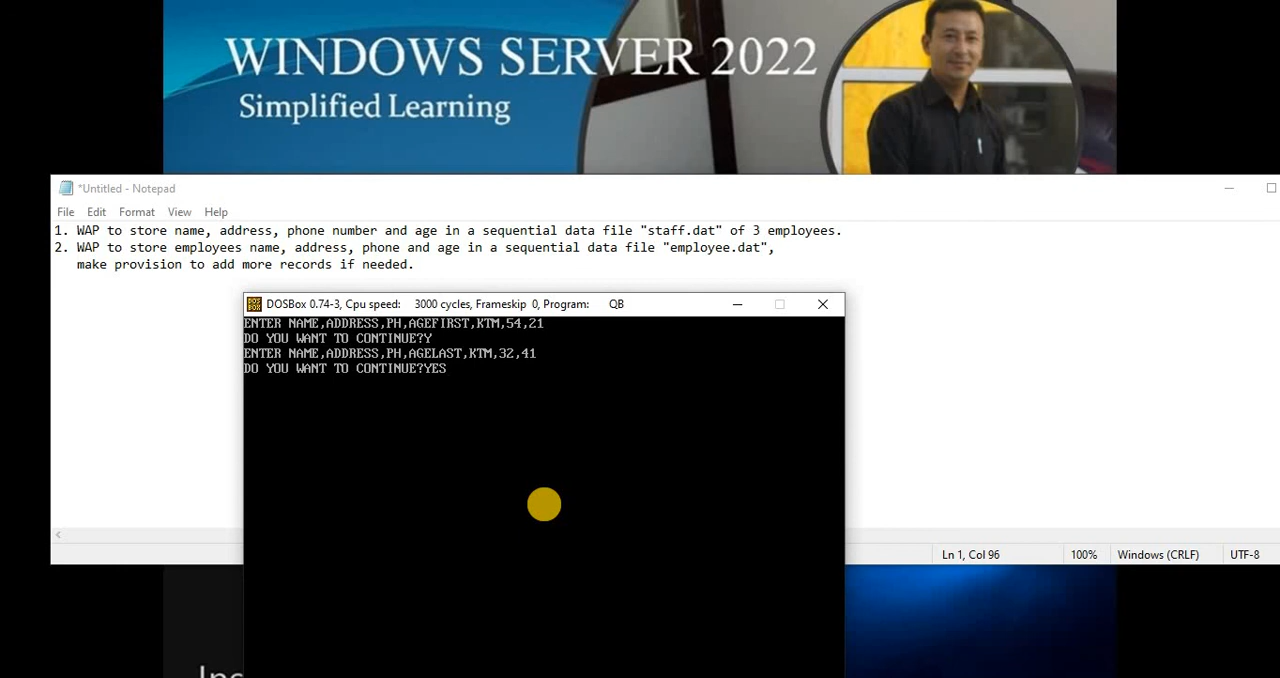 WINDOWS SERVER 2022
Simplified Learning
*Untitled - Notepad
File Edit Format View Help
1. WAP to store name, address, phone number and age in a sequential data file "staff.dat" of 3 employees.
2. WAP to store employees name, address, phone and age in a sequential data file "employee.dat",
make provision to add more records if needed.
DOSBox 0.74-3, Cpu speed: 3000 cycles, Frameskip 0, Program: QB
ENTER NAME,ADDRESS,PH,AGEFIRST,KTM,54,21
DO YOU WANT TO CONTINUE?Y
ENTER NAME,ADDRESS,PH,AGELAST,KTM,32,41
DO YOU WANT TO CONTINUE?YES
Ln 1, Col 96 100% Windows (CRLF) UTF-8